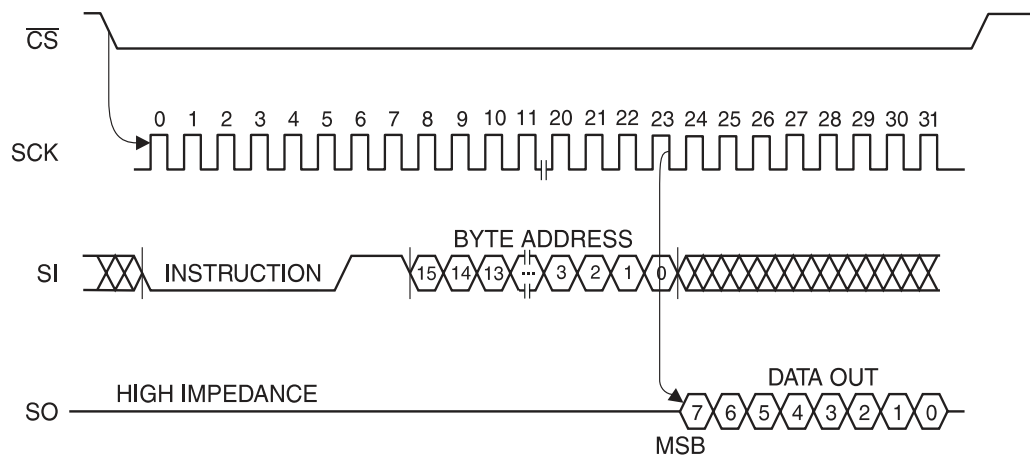 CS
0 1 2 3 4 5 6 7 8 9 10 11 20 21 22 23 24 25 26 27 28 29 30 31
SCK
BYTE ADDRESS
SI INSTRUCTION 15 14 13 ... 3 2 1 0
HIGH IMPEDANCE DATA OUT
SO 7 6 5 4 3 2 1 0
MSB